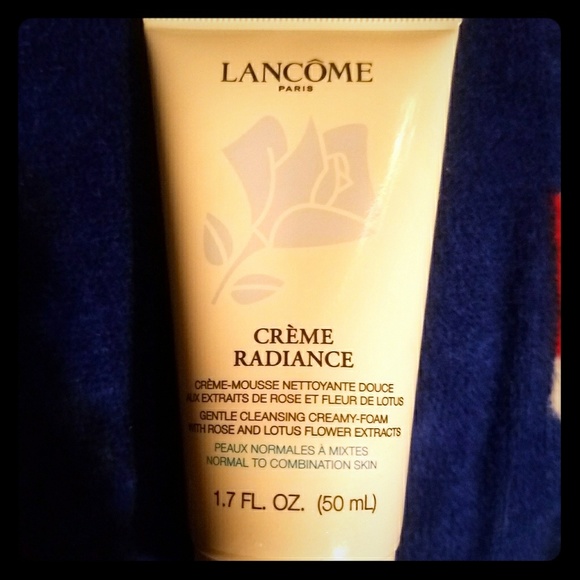 LANCÔME
PARIS
CRÈME
RADIANCE
CRÈME-MOUSSE NETTOYANTE DOUCE
AUX EXTRAITS DE ROSE ET FLEUR DE LOTUS
GENTLE CLEANSING CREAMY-FOAM
WITH ROSE AND LOTUS FLOWER EXTRACTS
PEAUX NORMALES À MIXTES
NORMAL TO COMBINATION SKIN
1.7 FL. OZ. (50 mL)